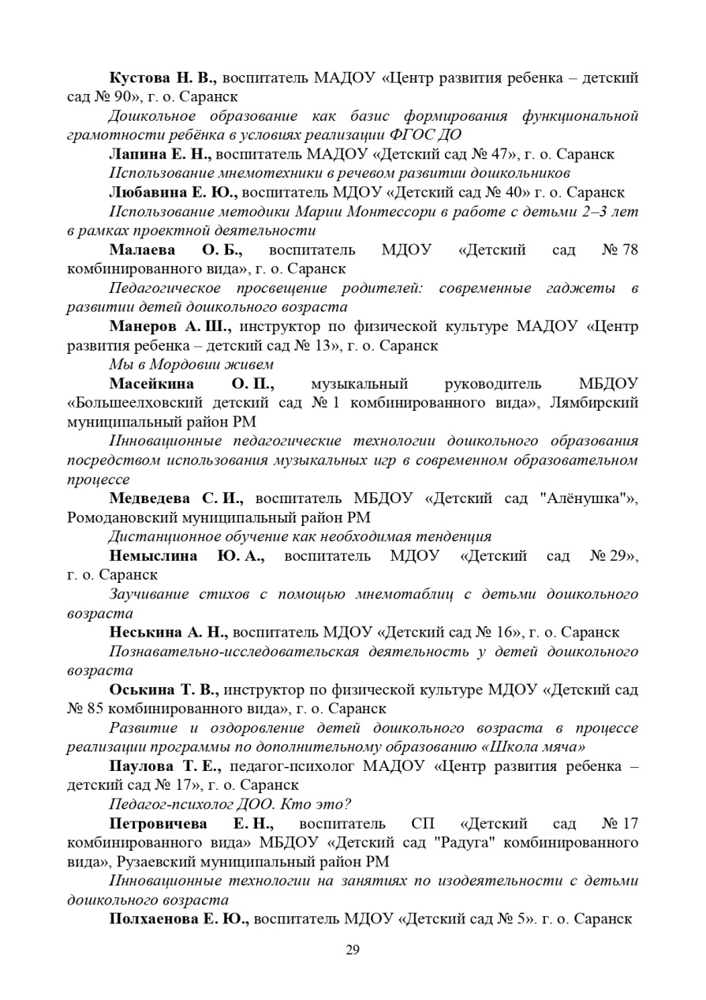 Кустова Н. В., воспитатель МАДОУ «Центр развития ребенка – детский
сад № 90», г. о. Саранск
Дошкольное образование как базис формирования функциональной
грамотности ребёнка в условиях реализации ФГОС ДО
Лапина Е. Н., воспитатель МАДОУ «Детский сад № 47», г. о. Саранск
Использование мнемотехники в речевом развитии дошкольников
Любавина Е. Ю., воспитатель МДОУ «Детский сад № 40» г. о. Саранск
Использование методики Марии Монтессори в работе с детьми 2–3 лет
в рамках проектной деятельности
Малаева О. Б., воспитатель МДОУ «Детский сад № 78
комбинированного вида», г. о. Саранск
Педагогическое просвещение родителей: современные гаджеты в
развитии детей дошкольного возраста
Манеров А. Ш., инструктор по физической культуре МАДОУ «Центр
развития ребенка – детский сад № 13», г. о. Саранск
Мы в Мордовии живем
Масейкина О. П., музыкальный руководитель МБДОУ
«Большеелховский детский сад № 1 комбинированного вида», Лямбирский
муниципальный район РМ
Инновационные педагогические технологии дошкольного образования
посредством использования музыкальных игр в современном образовательном
процессе
Медведева С. И., воспитатель МБДОУ «Детский сад "Алёнушка"»,
Ромодановский муниципальный район РМ
Дистанционное обучение как необходимая тенденция
Немыслина Ю. А., воспитатель МДОУ «Детский сад № 29»,
г. о. Саранск
Заучивание стихов с помощью мнемотаблиц с детьми дошкольного
возраста
Неськина А. Н., воспитатель МДОУ «Детский сад № 16», г. о. Саранск
Познавательно-исследовательская деятельность у детей дошкольного
возраста
Оськина Т. В., инструктор по физической культуре МДОУ «Детский сад
№ 85 комбинированного вида», г. о. Саранск
Развитие и оздоровление детей дошкольного возраста в процессе
реализации программы по дополнительному образованию «Школа мяча»
Паулова Т. Е., педагог-психолог МАДОУ «Центр развития ребенка –
детский сад № 17», г. о. Саранск
Педагог-психолог ДОО. Кто это?
Петровичева Е. Н., воспитатель СП «Детский сад № 17
комбинированного вида» МБДОУ «Детский сад "Радуга" комбинированного
вида», Рузаевский муниципальный район РМ
Инновационные технологии на занятиях по изодеятельности с детьми
дошкольного возраста
Полхаенова Е. Ю., воспитатель МДОУ «Детский сад № 5». г. о. Саранск
29